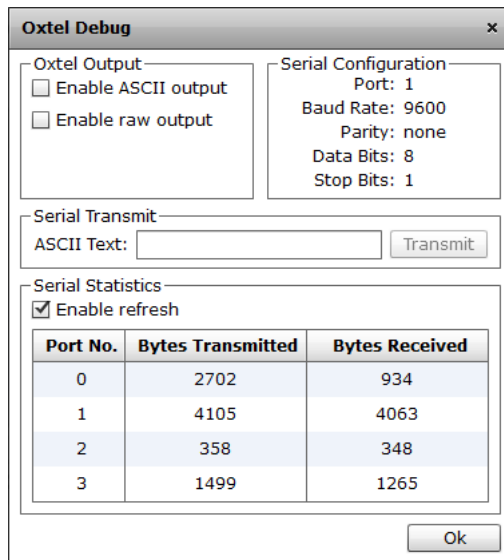 Oxtel Debug ×
Oxtel Output
Enable ASCII output
Enable raw output
Serial Configuration
Port: 1
Baud Rate: 9600
Parity: none
Data Bits: 8
Stop Bits: 1
Serial Transmit
ASCII Text: Transmit
Serial Statistics
Enable refresh
Port No. Bytes Transmitted Bytes Received
0 2702 934
1 4105 4063
2 358 348
3 1499 1265
Ok